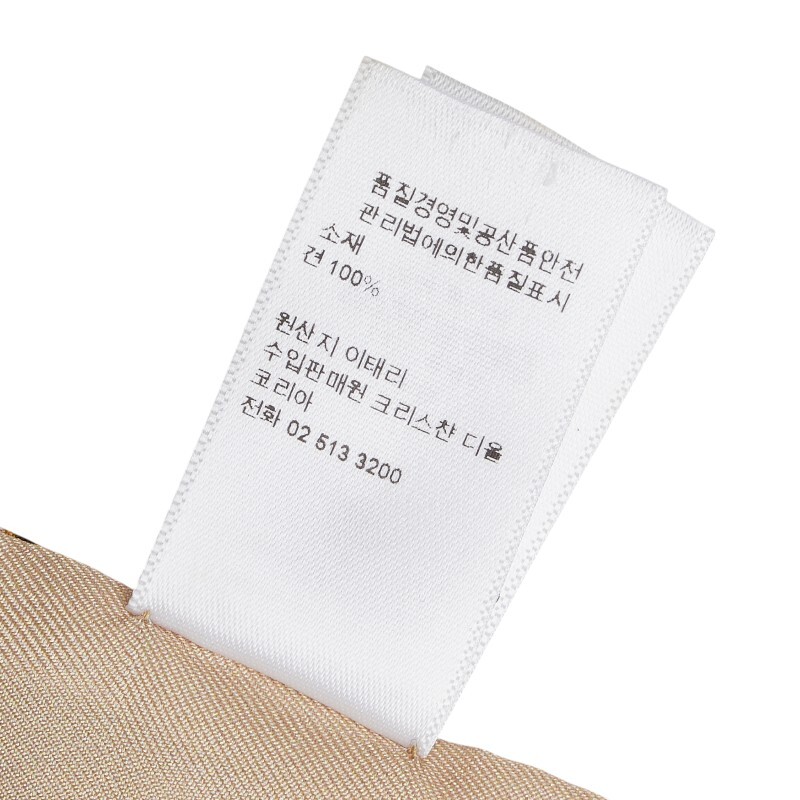 품질경영및공산품안전
관리법에의한품질표시
소재
견 100%
원산지 이태리
수입판매원 크리스챤 디올
코리아
전화 02 513 3200